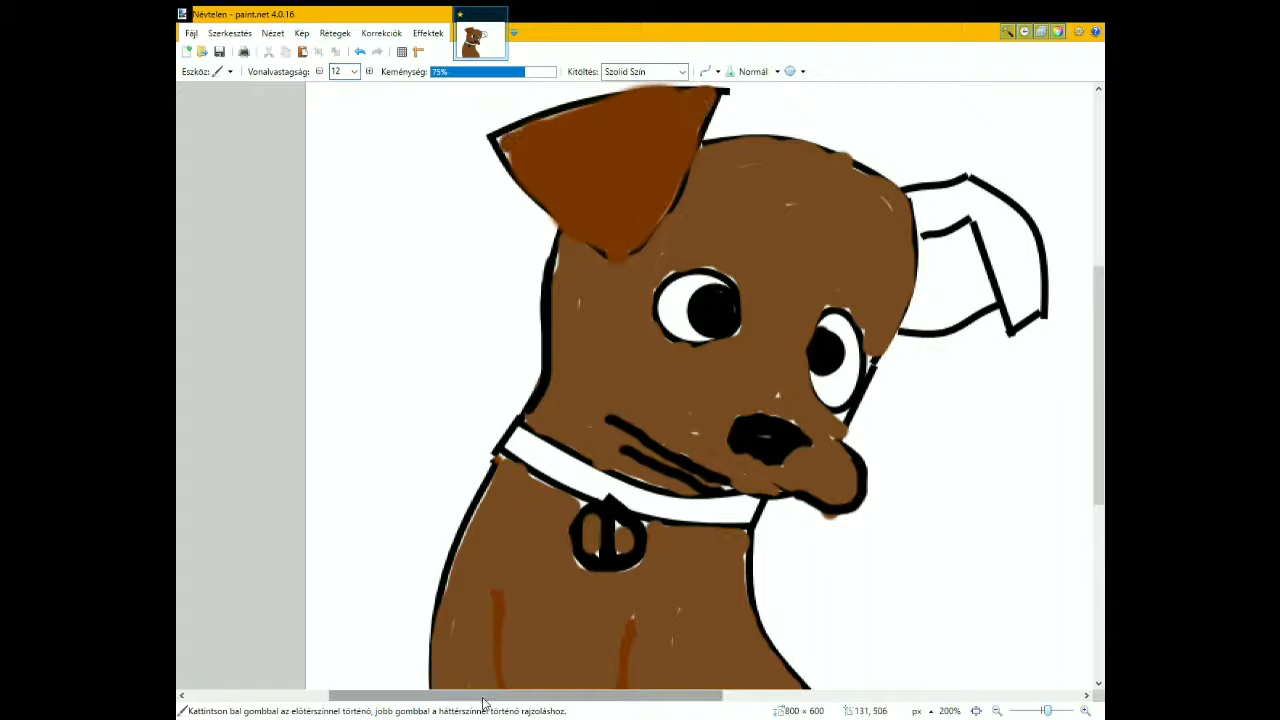 Névtelen - paint.net 4.0.16
Fájl Szerkesztés Nézet Kép Rétegek Korrekciók Effektek
Eszköz: Vonalvastagság: 12 Keménység: 75% Kitöltés: Szolid Szín Normál
Kattintson bal gombbal az előtérszínnel történő, jobb gombbal a háttérszínnel történő rajzoláshoz. 800 × 600 131, 506 px 200%